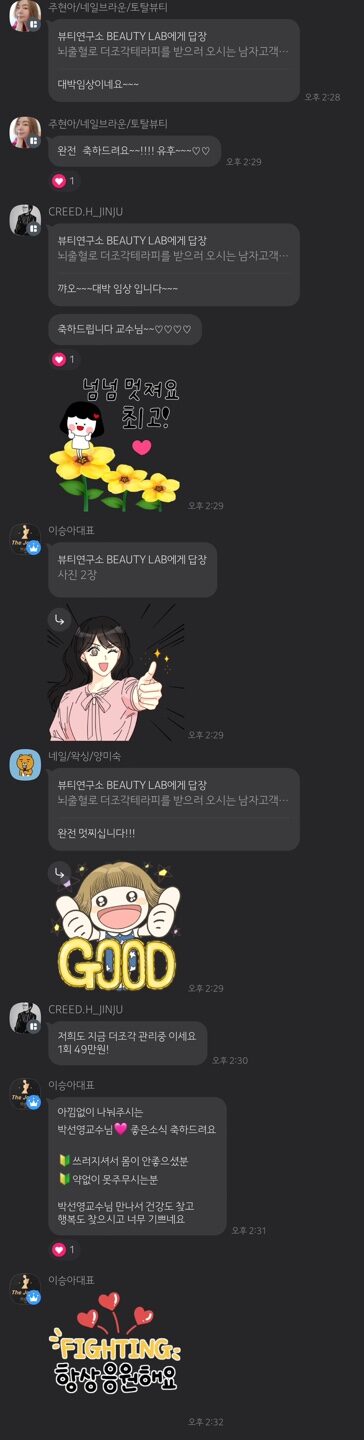 주현아/네일브라운/토탈뷰티
뷰티연구소 BEAUTY LAB에게 답장
뇌출혈로 더조각테라피를 받으러 오시는 남자고객…
대박임상이네요~~~
오후 2:28
주현아/네일브라운/토탈뷰티
완전 축하드려요~~!!!! 유후~~~♡♡
오후 2:29
1
CREED.H_JINJU
뷰티연구소 BEAUTY LAB에게 답장
뇌출혈로 더조각테라피를 받으러 오시는 남자고객…
꺄오~~~대박 임상 입니다~~~
축하드립니다 교수님~~♡♡♡♡
1
넘넘 멋져요
최고!
오후 2:29
이승아대표
뷰티연구소 BEAUTY LAB에게 답장
사진 2장
오후 2:29
네일/왁싱/양미숙
뷰티연구소 BEAUTY LAB에게 답장
뇌출혈로 더조각테라피를 받으러 오시는 남자고객…
완전 멋찌십니다!!!
GOOD
오후 2:29
CREED.H_JINJU
저희도 지금 더조각 관리중 이세요
1회 49만원!
오후 2:30
이승아대표
아낌없이 나눠주시는
박선영교수님💓 좋은소식 축하드려요
🔰쓰러지셔서 몸이 안좋으셨분
🔰약없이 못주무시는분
박선영교수님 만나서 건강도 찾고
행복도 찾으시고 너무 기쁘네요
오후 2:31
1
이승아대표
FIGHTING
항상응원해요
오후 2:32